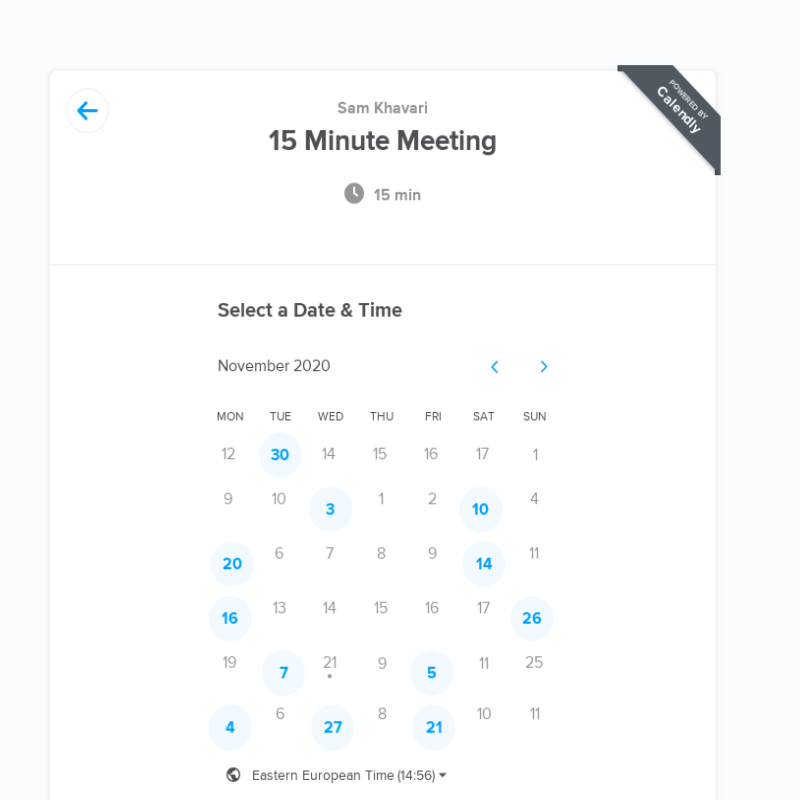 POWERED BY
Calendly
Sam Khavari
15 Minute Meeting
15 min
Select a Date & Time
November 2020
MON TUE WED THU FRI SAT SUN
12 30 14 15 16 17 1
9 10 3 1 2 10 4
20 6 7 8 9 14 11
16 13 14 15 16 17 26
19 7 21 9 5 11 25
4 6 27 8 21 10 11
Eastern European Time (14:56)